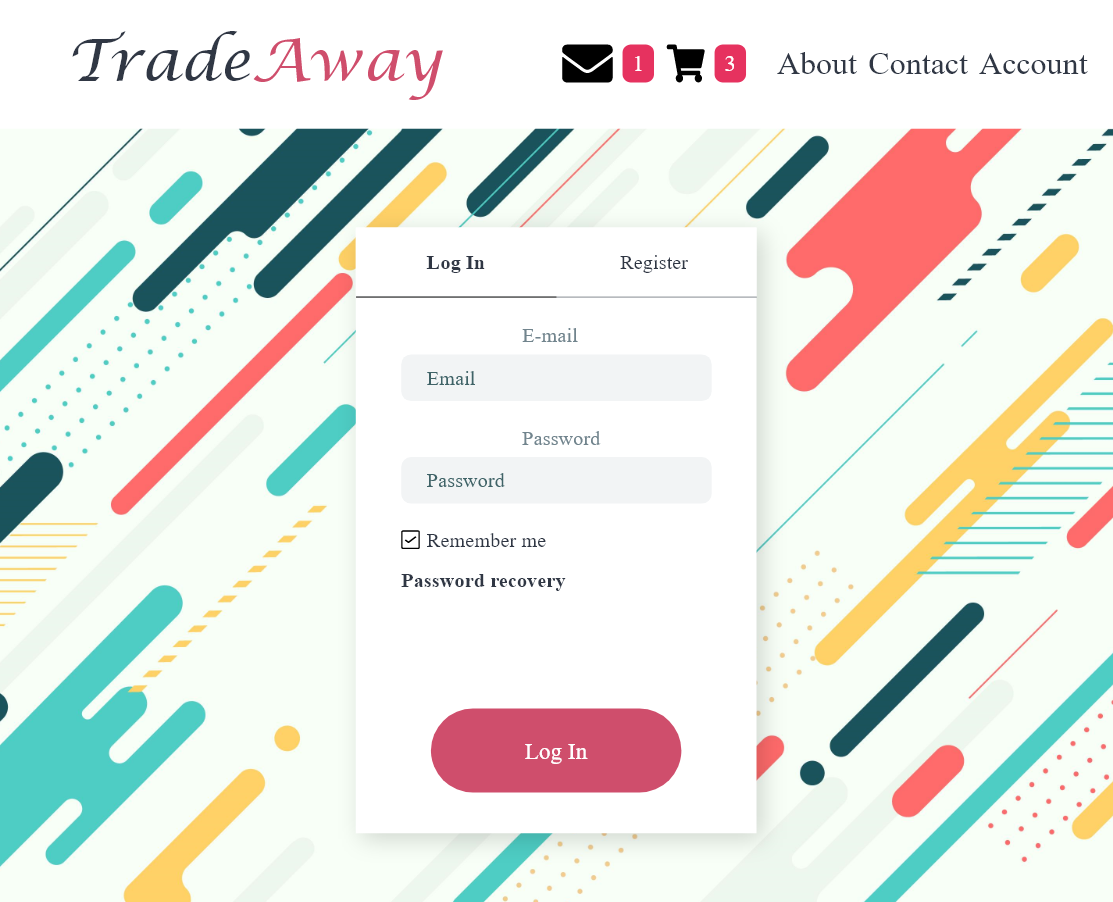 TradeAway
1 3 About Contact Account
Log In Register
E-mail
Email
Password
Password
Remember me
Password recovery
Log In